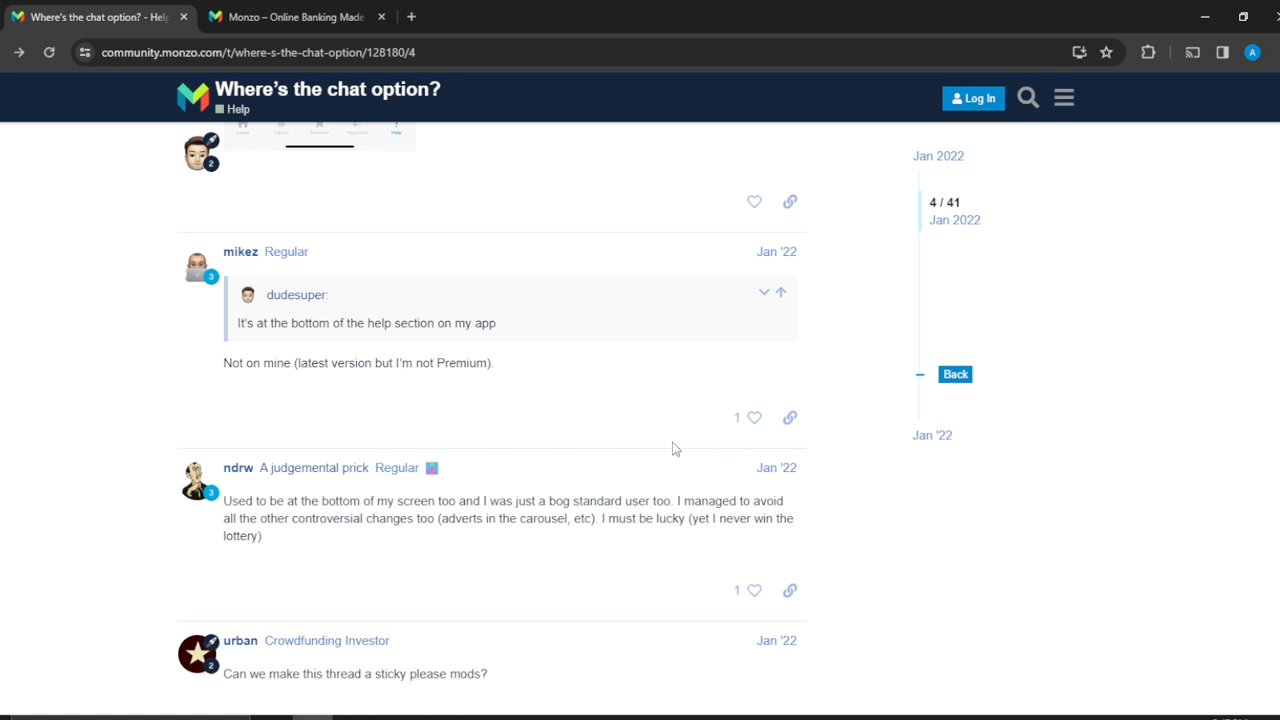 Where's the chat option? - Help
Monzo – Online Banking Made
community.monzo.com/t/where-s-the-chat-option/128180/4
A
Where's the chat option?
Help
Log In
Help
2
Jan 2022
4 / 41
Jan 2022
Back
Jan '22
mikez Regular Jan '22
3
dudesuper:
It's at the bottom of the help section on my app
Not on mine (latest version but I'm not Premium).
1
ndrw A judgemental prick Regular Jan '22
3
Used to be at the bottom of my screen too and I was just a bog standard user too. I managed to avoid
all the other controversial changes too (adverts in the carousel, etc). I must be lucky (yet I never win the
lottery)
1
urban Crowdfunding Investor Jan '22
2
Can we make this thread a sticky please mods?